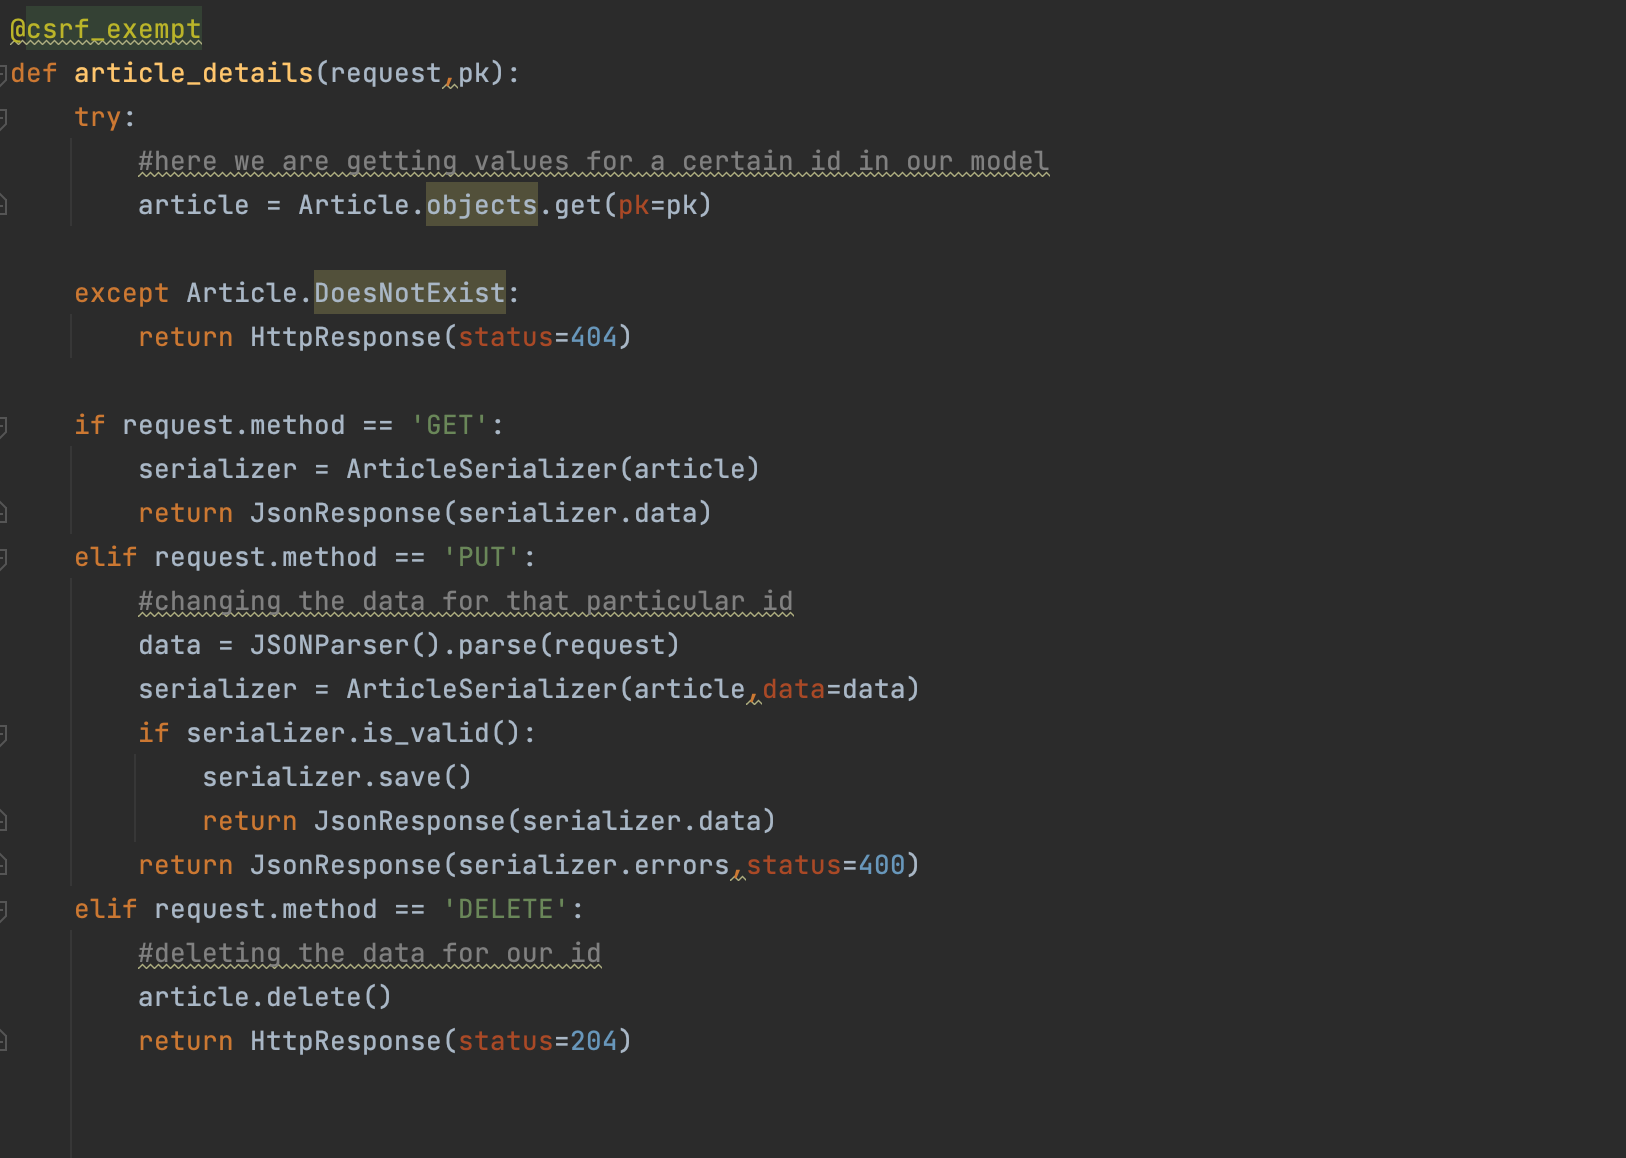 @csrf_exempt
def article_details(request,pk):
    try:
        #here we are getting values for a certain id in our model
        article = Article.objects.get(pk=pk)

    except Article.DoesNotExist:
        return HttpResponse(status=404)

    if request.method == 'GET':
        serializer = ArticleSerializer(article)
        return JsonResponse(serializer.data)
    elif request.method == 'PUT':
        #changing the data for that particular id
        data = JSONParser().parse(request)
        serializer = ArticleSerializer(article,data=data)
        if serializer.is_valid():
            serializer.save()
            return JsonResponse(serializer.data)
        return JsonResponse(serializer.errors,status=400)
    elif request.method == 'DELETE':
        #deleting the data for our id
        article.delete()
        return HttpResponse(status=204)